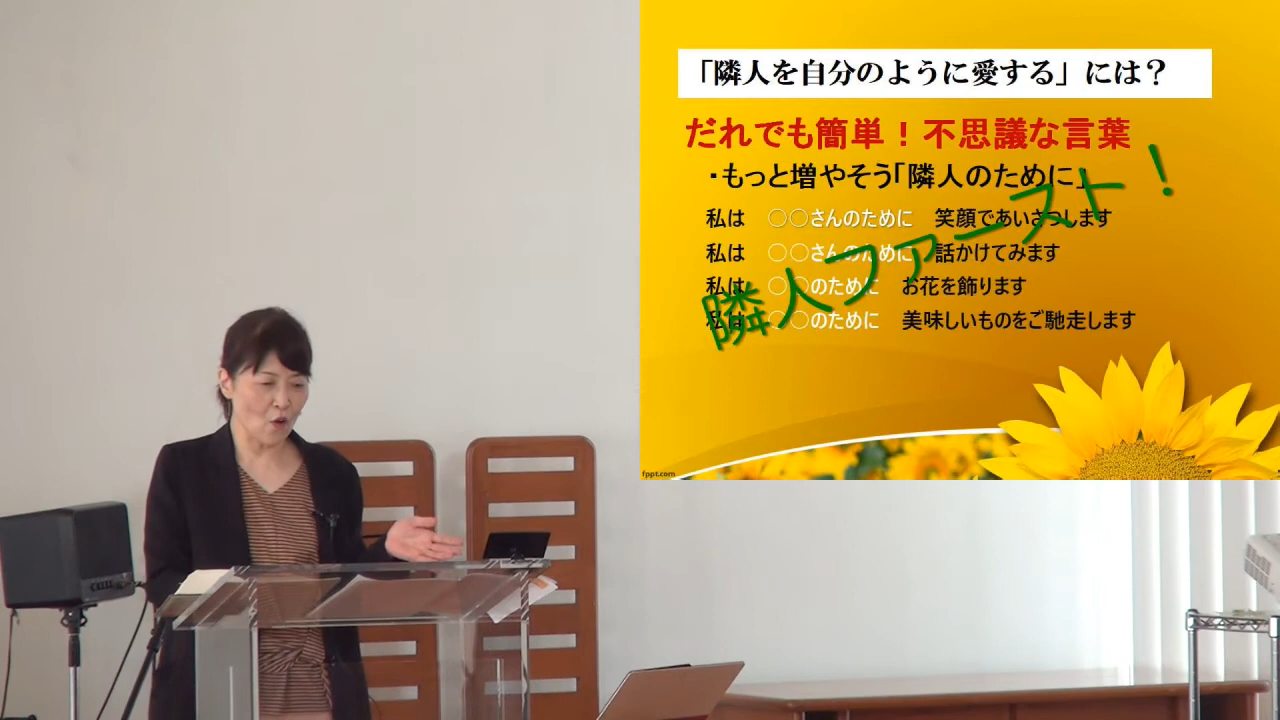 「隣人を自分のように愛する」には？
だれでも簡単！不思議な言葉
・もっと増やそう「隣人のために」
私は　○○さんのために　笑顔であいさつします
私は　○○さんのために　話かけてみます
私は　○○のために　お花を飾ります
私は　○○のために　美味しいものをご馳走します
隣人ファースト！
fppt.com